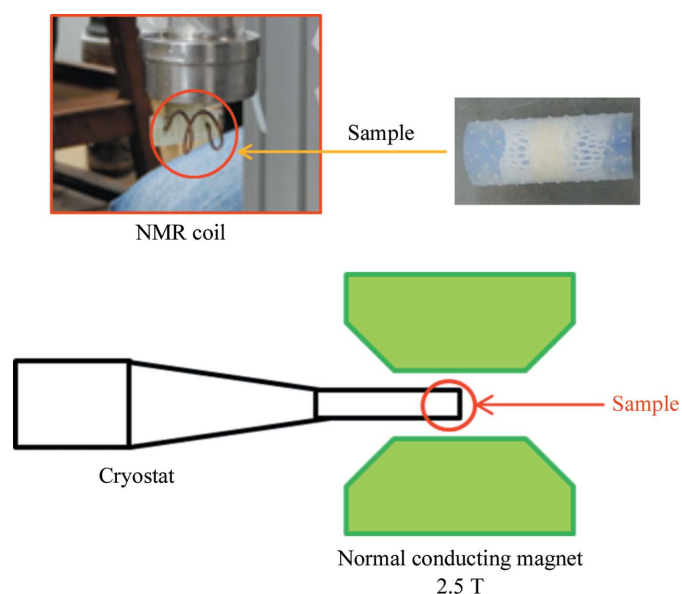 Sample
NMR coil
Sample
Cryostat
Normal conducting magnet
2.5 T